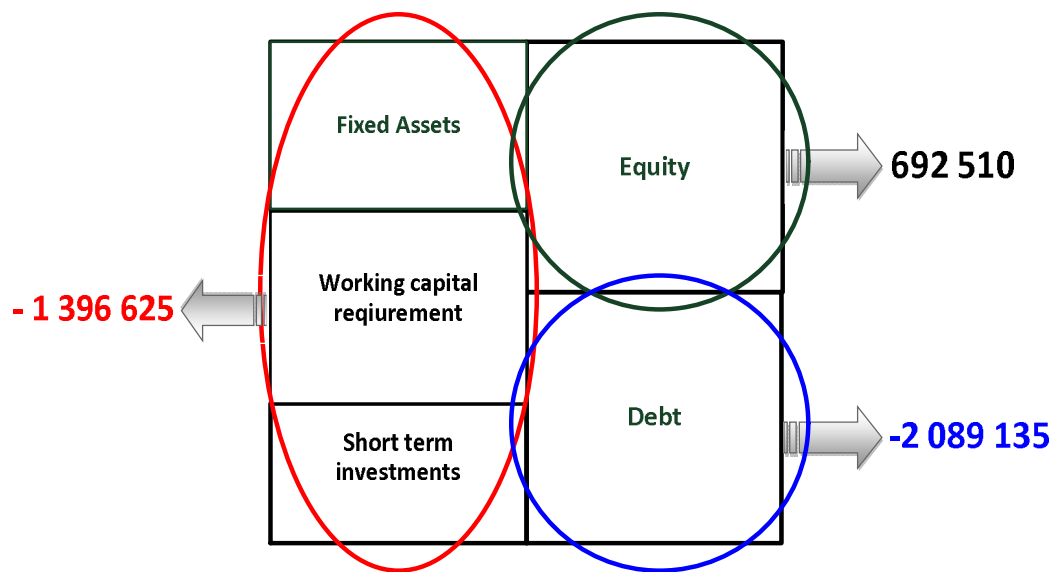 Fixed Assets
Equity
692 510
Working capital
reqiurement
- 1 396 625
Debt
-2 089 135
Short term
investments